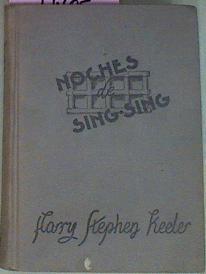 NOCHES
de
SING-SING
Harry Stephen Keeler